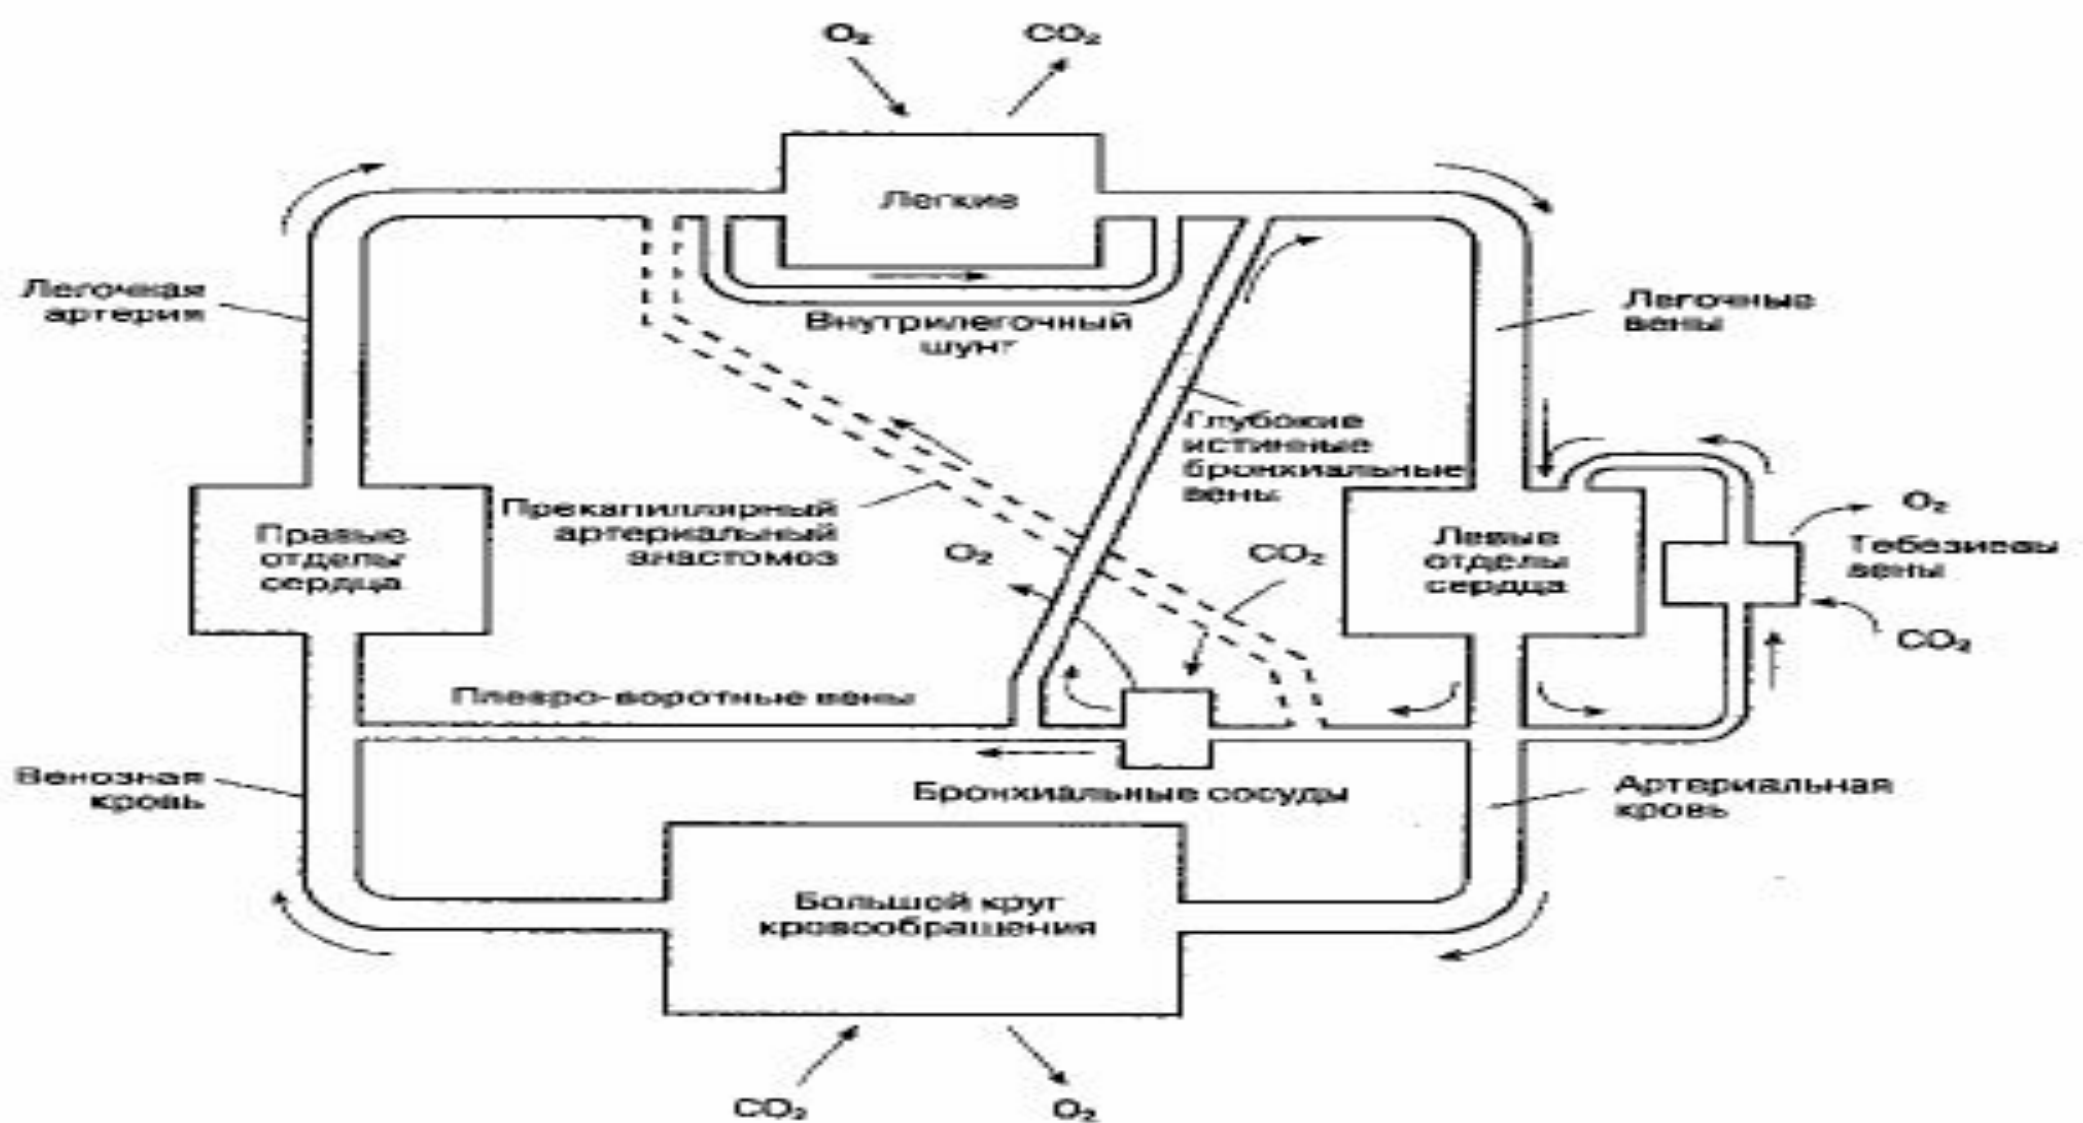 O₂
CO₂
Легкие
Легочная
артерия
Внутрилегочный
шунт
Легочные
вены
Глубокие
истинные
бронхиальные
вены
Прекапиллярный
артериальный
анастомоз
Правые
отделы
сердца
O₂
CO₂
Левые
отделы
сердца
O₂
Тебезиевы
вены
CO₂
Плевро-воротные вены
Венозная
кровь
Бронхиальные сосуды
Артериальная
кровь
Большой круг
кровообращения
CO₂
O₂